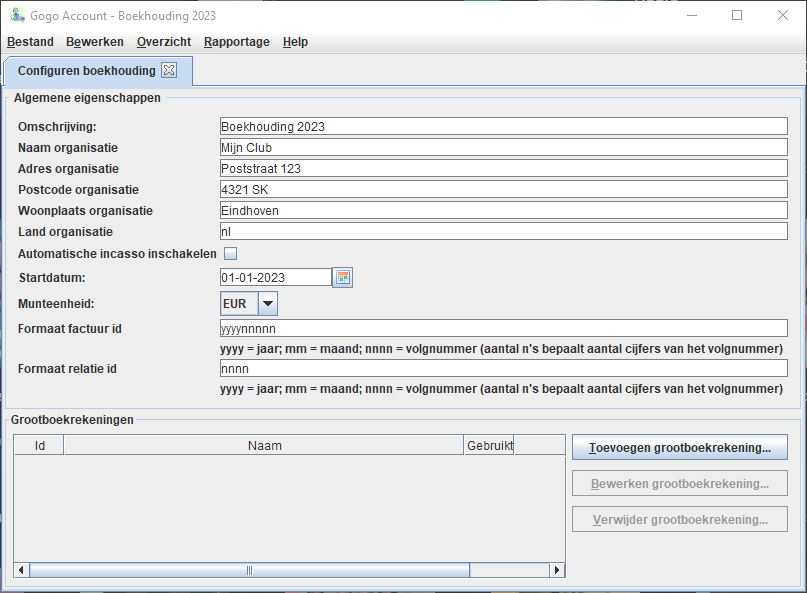 Gogo Account - Boekhouding 2023
Bestand Bewerken Overzicht Rapportage Help
Configuren boekhouding
Algemene eigenschappen
Omschrijving: Boekhouding 2023
Naam organisatie Mijn Club
Adres organisatie Poststraat 123
Postcode organisatie 4321 SK
Woonplaats organisatie Eindhoven
Land organisatie nl
Automatische incasso inschakelen
Startdatum: 01-01-2023
Munteenheid: EUR
Formaat factuur id yyyynnnnn
yyyy = jaar; mm = maand; nnnn = volgnummer (aantal n's bepaalt aantal cijfers van het volgnummer)
Formaat relatie id nnnn
yyyy = jaar; mm = maand; nnnn = volgnummer (aantal n's bepaalt aantal cijfers van het volgnummer)
Grootboekrekeningen
Id Naam Gebruikt
Toevoegen grootboekrekening...
Bewerken grootboekrekening...
Verwijder grootboekrekening...